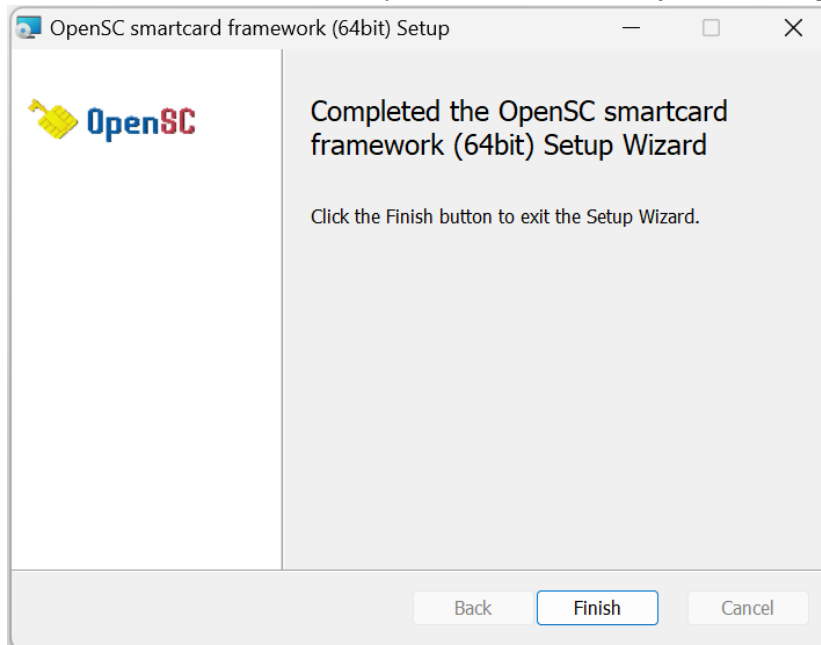 OpenSC smartcard framework (64bit) Setup
OpenSC
Completed the OpenSC smartcard
framework (64bit) Setup Wizard
Click the Finish button to exit the Setup Wizard.
Back
Finish
Cancel